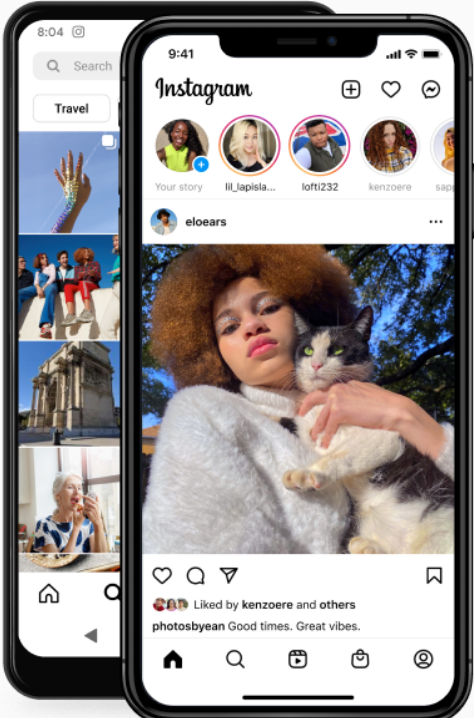 8:04
Search
Travel
9:41
Instagram
Your story
lil_lapisla...
lofti232
kenzoere
sapp
eloears
Liked by kenzoere and others
photosbyean Good times. Great vibes.